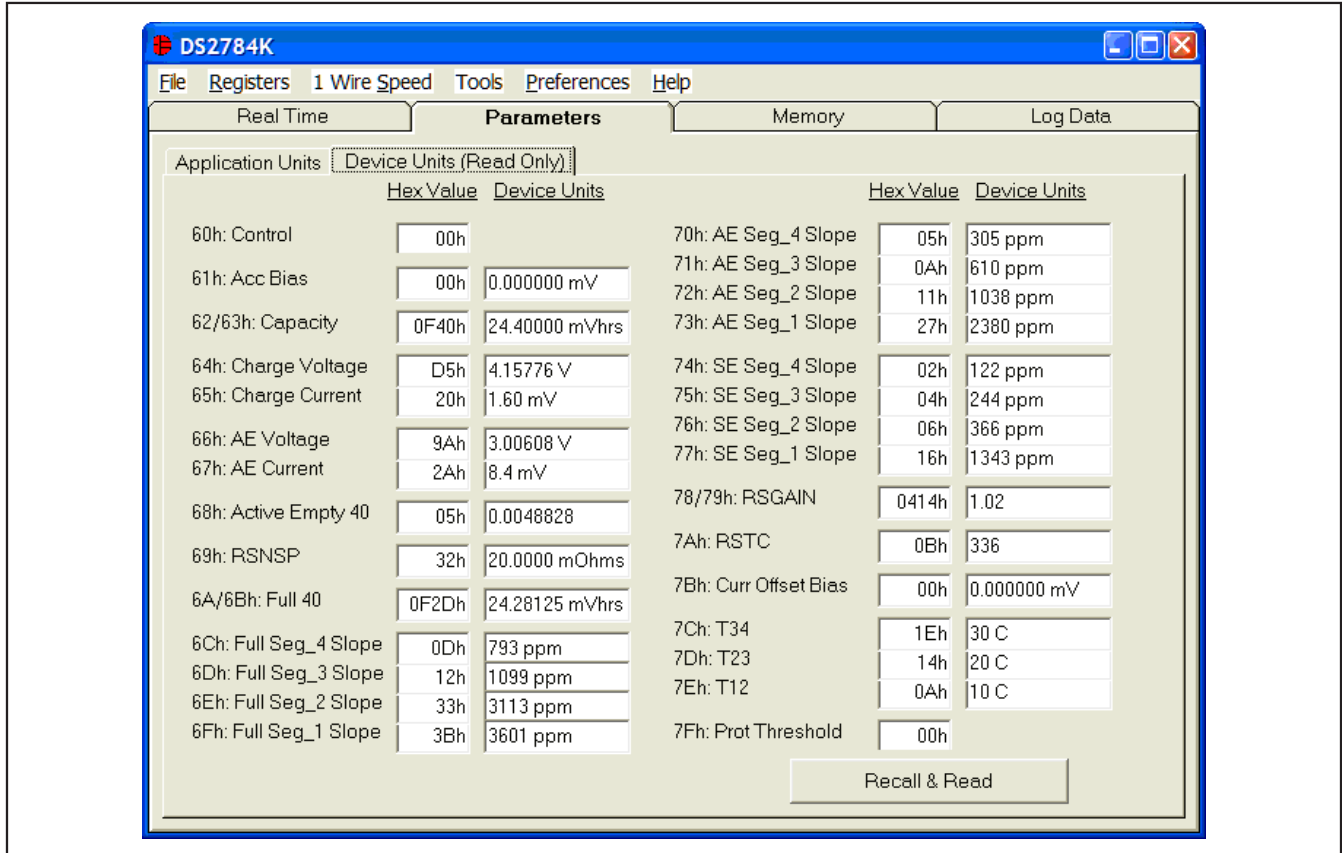 DS2784K
File Registers 1 Wire Speed Tools Preferences Help
Real Time Parameters Memory Log Data
Application Units Device Units (Read Only)
Hex Value Device Units
60h: Control 00h
61h: Acc Bias 00h 0.000000 mV
62/63h: Capacity 0F40h 24.40000 mVhrs
64h: Charge Voltage D5h 4.15776 V
65h: Charge Current 20h 1.60 mV
66h: AE Voltage 9Ah 3.00608 V
67h: AE Current 2Ah 8.4 mV
68h: Active Empty 40 05h 0.0048828
69h: RSNSP 32h 20.0000 mOhms
6A/6Bh: Full 40 0F2Dh 24.28125 mVhrs
6Ch: Full Seg_4 Slope 0Dh 793 ppm
6Dh: Full Seg_3 Slope 12h 1099 ppm
6Eh: Full Seg_2 Slope 33h 3113 ppm
6Fh: Full Seg_1 Slope 3Bh 3601 ppm
Hex Value Device Units
70h: AE Seg_4 Slope 05h 305 ppm
71h: AE Seg_3 Slope 0Ah 610 ppm
72h: AE Seg_2 Slope 11h 1038 ppm
73h: AE Seg_1 Slope 27h 2380 ppm
74h: SE Seg_4 Slope 02h 122 ppm
75h: SE Seg_3 Slope 04h 244 ppm
76h: SE Seg_2 Slope 06h 366 ppm
77h: SE Seg_1 Slope 16h 1343 ppm
78/79h: RSGAIN 0414h 1.02
7Ah: RSTC 0Bh 336
7Bh: Curr Offset Bias 00h 0.000000 mV
7Ch: T34 1Eh 30 C
7Dh: T23 14h 20 C
7Eh: T12 0Ah 10 C
7Fh: Prot Threshold 00h
Recall & Read